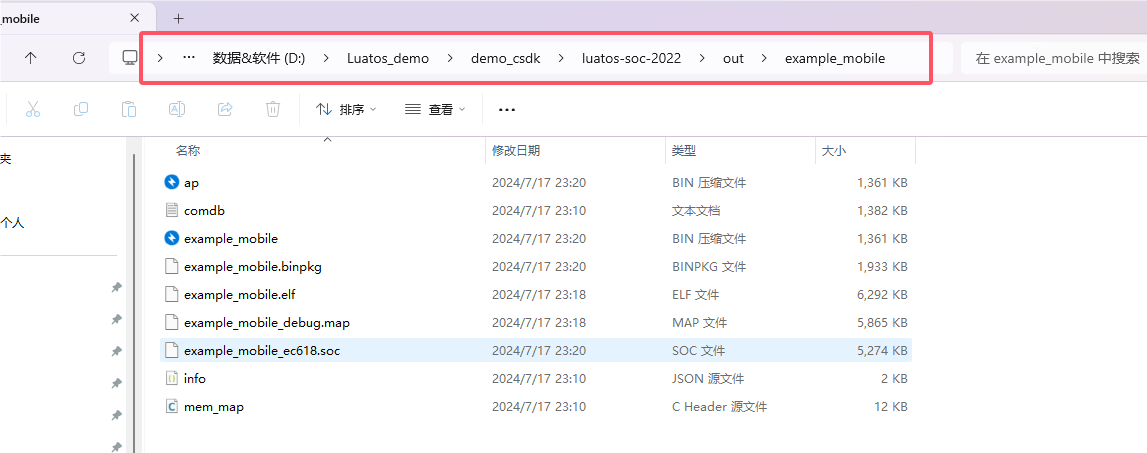 _mobile
… 数据&软件 (D:) Luatos_demo demo_csdk luatos-soc-2022 out example_mobile 在 example_mobile 中搜索
排序 查看 ...
夹 名称 修改日期 类型 大小
ap 2024/7/17 23:20 BIN 压缩文件 1,361 KB
comdb 2024/7/17 23:10 文本文档 1,382 KB
个人 example_mobile 2024/7/17 23:20 BIN 压缩文件 1,361 KB
example_mobile.binpkg 2024/7/17 23:20 BINPKG 文件 1,933 KB
example_mobile.elf 2024/7/17 23:18 ELF 文件 6,292 KB
example_mobile_debug.map 2024/7/17 23:18 MAP 文件 5,865 KB
example_mobile_ec618.soc 2024/7/17 23:20 SOC 文件 5,274 KB
info 2024/7/17 23:10 JSON 源文件 2 KB
mem_map 2024/7/17 23:10 C Header 源文件 12 KB